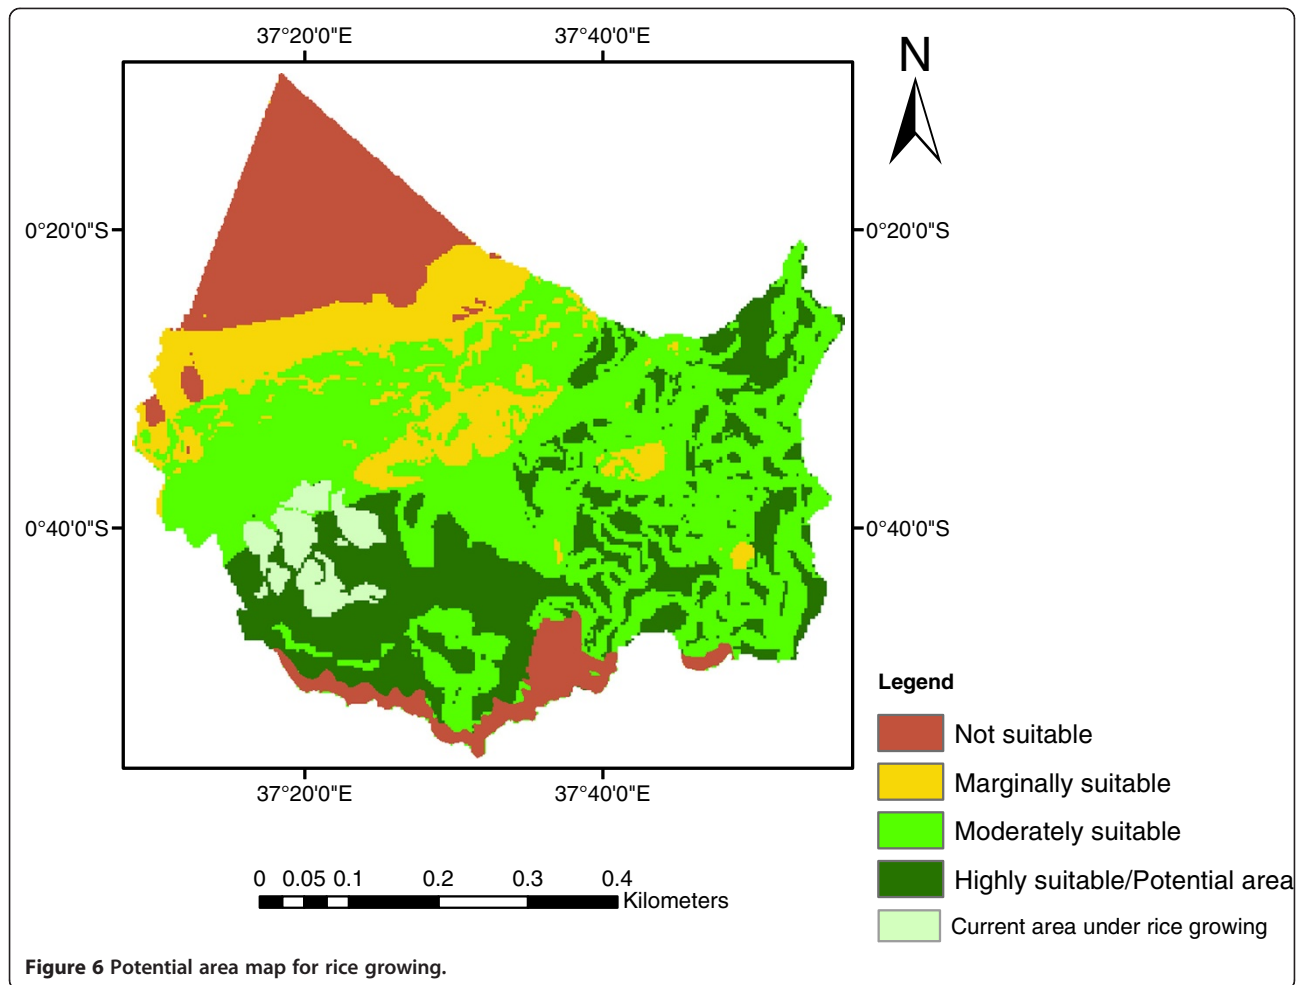 37°20'0"E 37°40'0"E
N
0°20'0"S 0°20'0"S
0°40'0"S 0°40'0"S
37°20'0"E 37°40'0"E
Legend
Not suitable
Marginally suitable
Moderately suitable
Highly suitable/Potential area
Current area under rice growing
0 0.05 0.1 0.2 0.3 0.4
Kilometers
Figure 6 Potential area map for rice growing.